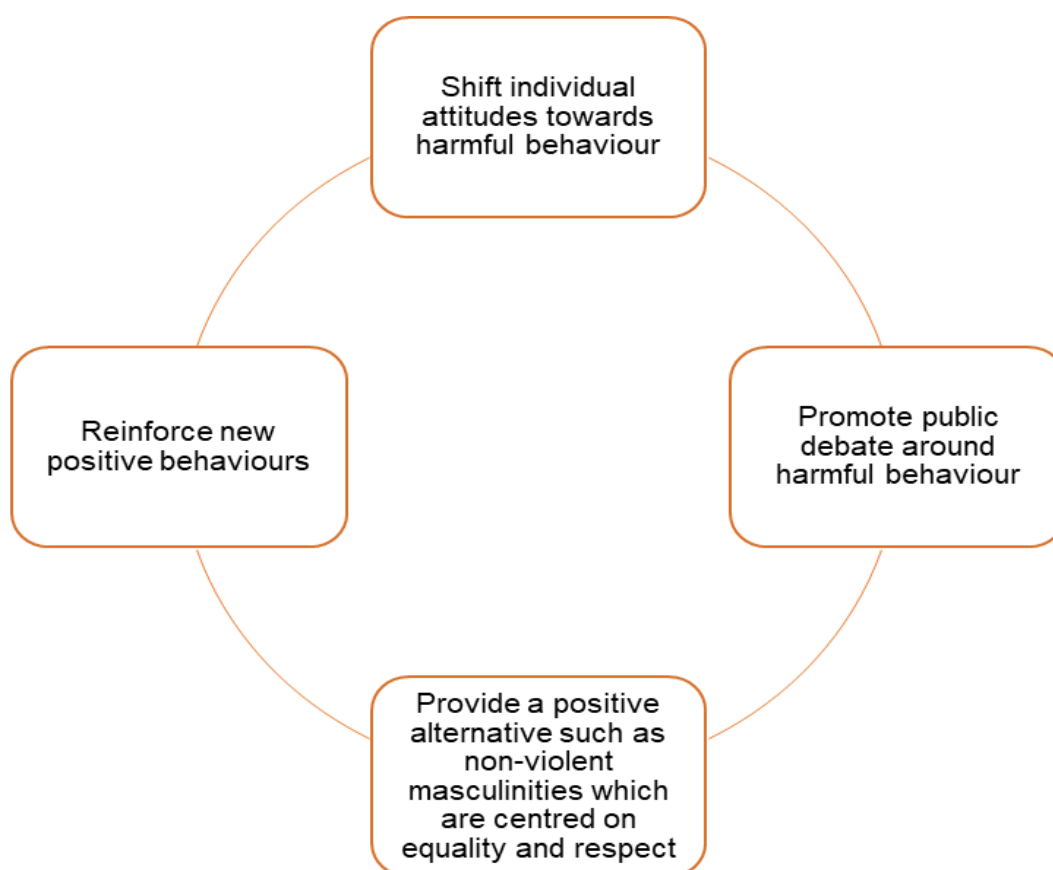 Shift individual
attitudes towards
harmful behaviour
Promote public
debate around
harmful behaviour
Provide a positive
alternative such as
non-violent
masculinities which
are centred on
equality and respect
Reinforce new
positive behaviours